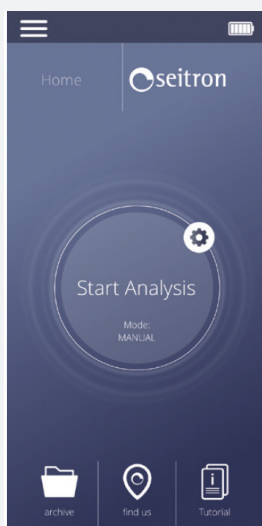 Home
seitron
Start Analysis
Mode:
MANUAL
archive
find us
Tutorial